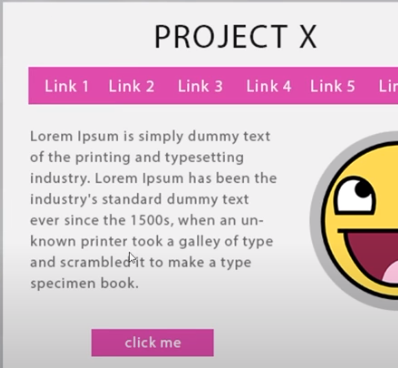 PROJECT X
Link 1 Link 2 Link 3 Link 4 Link 5
Lorem Ipsum is simply dummy text
of the printing and typesetting
industry. Lorem Ipsum has been the
industry's standard dummy text
ever since the 1500s, when an un-
known printer took a galley of type
and scrambled it to make a type
specimen book.
click me